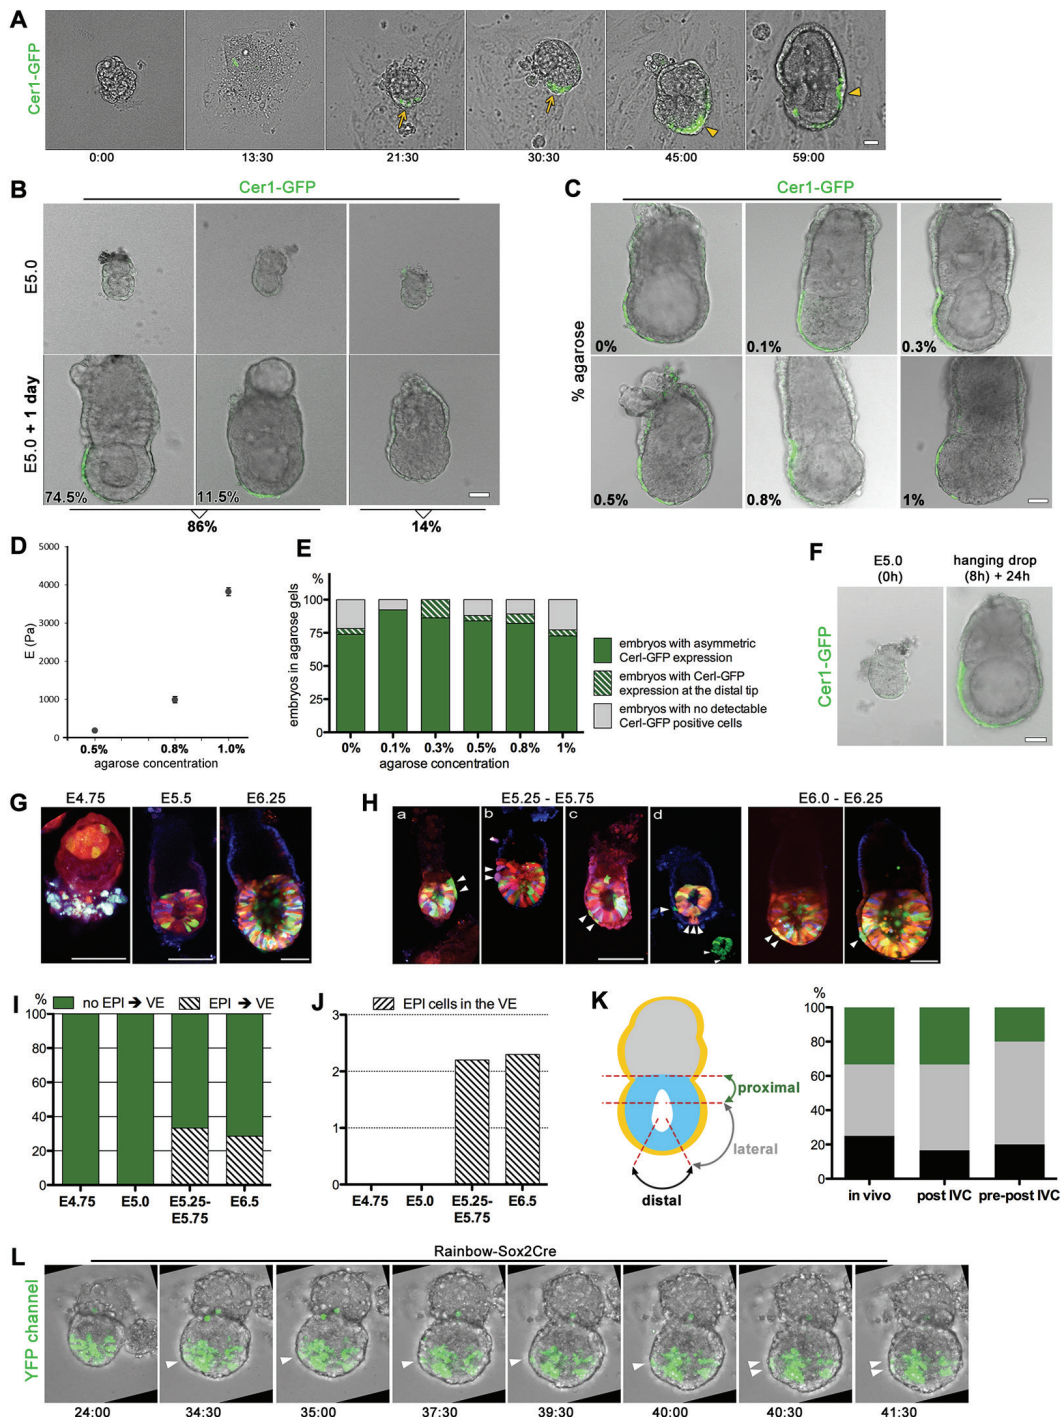 A
Cer1-GFP
0:00 13:30 21:30 30:30 45:00 59:00
B
Cer1-GFP
E5.0
E5.0 + 1 day
74.5% 11.5%
86% 14%
C
Cer1-GFP
% agarose
0% 0.1% 0.3%
0.5% 0.8% 1%
D
E (Pa)
5000
4000
3000
2000
1000
0
0.5% 0.8% 1.0%
agarose concentration
E
%
embryos in agarose gels
100
75
50
25
0
0% 0.1% 0.3% 0.5% 0.8% 1%
agarose concentration
embryos with asymmetric
Cerl-GFP expression
embryos with Cerl-GFP
expression at the distal tip
embryos with no detectable
Cerl-GFP positive cells
F
E5.0
(0h)
hanging drop
(8h) + 24h
Cer1-GFP
G
E4.75 E5.5 E6.25
H
E5.25 - E5.75
E6.0 - E6.25
a b c d
I
%
no EPI ➔ VE
EPI ➔ VE
100
80
60
40
20
0
E4.75 E5.0 E5.25- E6.5
E5.75
J
EPI cells in the VE
3
2
1
0
E4.75 E5.0 E5.25- E6.5
E5.75
K
proximal
lateral
distal
%
100
80
60
40
20
0
in vivo post IVC pre-post IVC
L
Rainbow-Sox2Cre
YFP channel
24:00 34:30 35:00 37:30 39:30 40:00 40:30 41:30